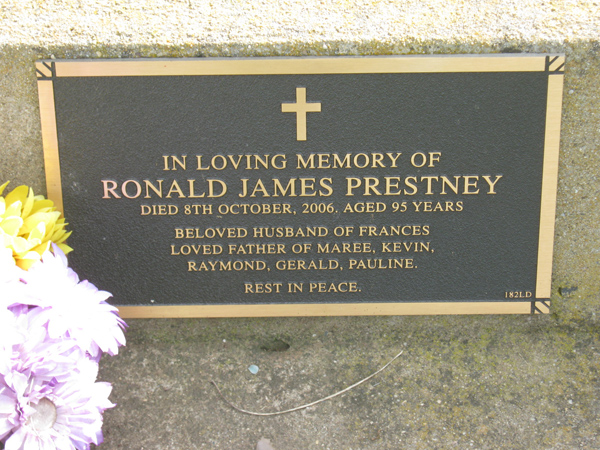 IN LOVING MEMORY OF
RONALD JAMES PRESTNEY
DIED 8TH OCTOBER, 2006. AGED 95 YEARS
BELOVED HUSBAND OF FRANCES
LOVED FATHER OF MAREE, KEVIN,
RAYMOND, GERALD, PAULINE.
REST IN PEACE.
182LD